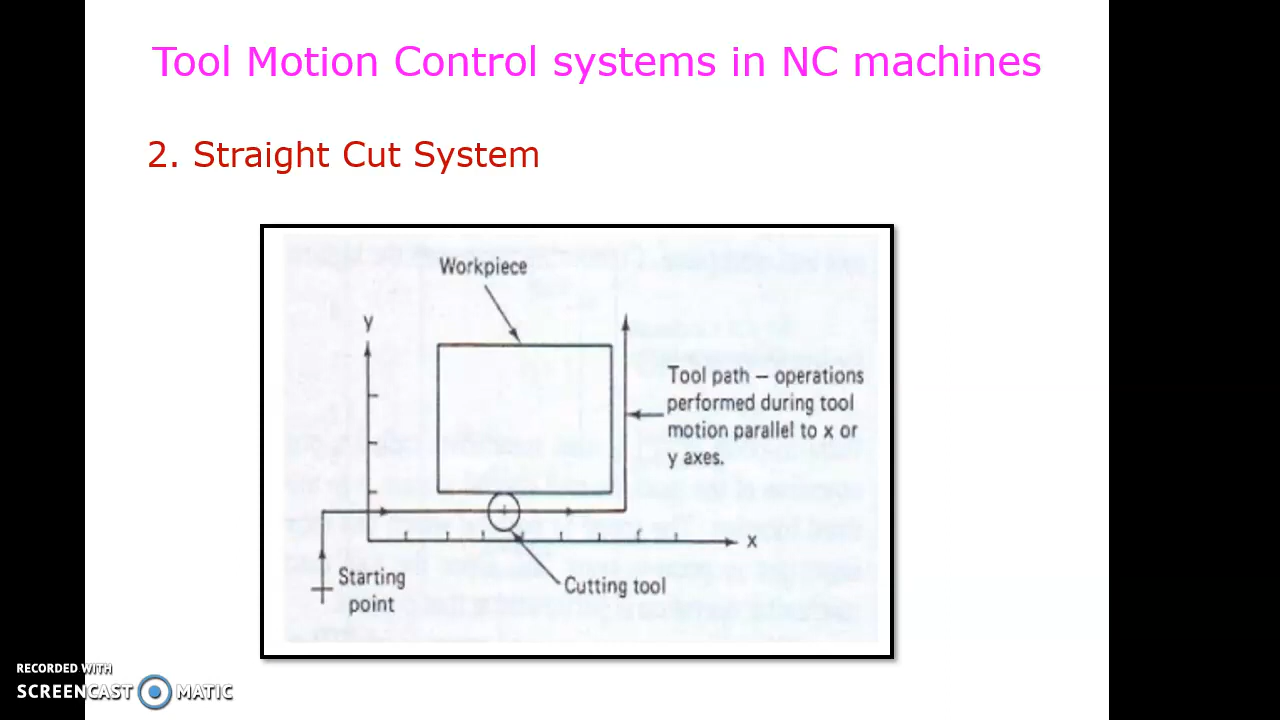 Tool Motion Control systems in NC machines
2. Straight Cut System
Workpiece
y
Tool path – operations
performed during tool
motion parallel to x or
y axes.
x
Starting
point
Cutting tool
RECORDED WITH
SCREENCAST MATIC